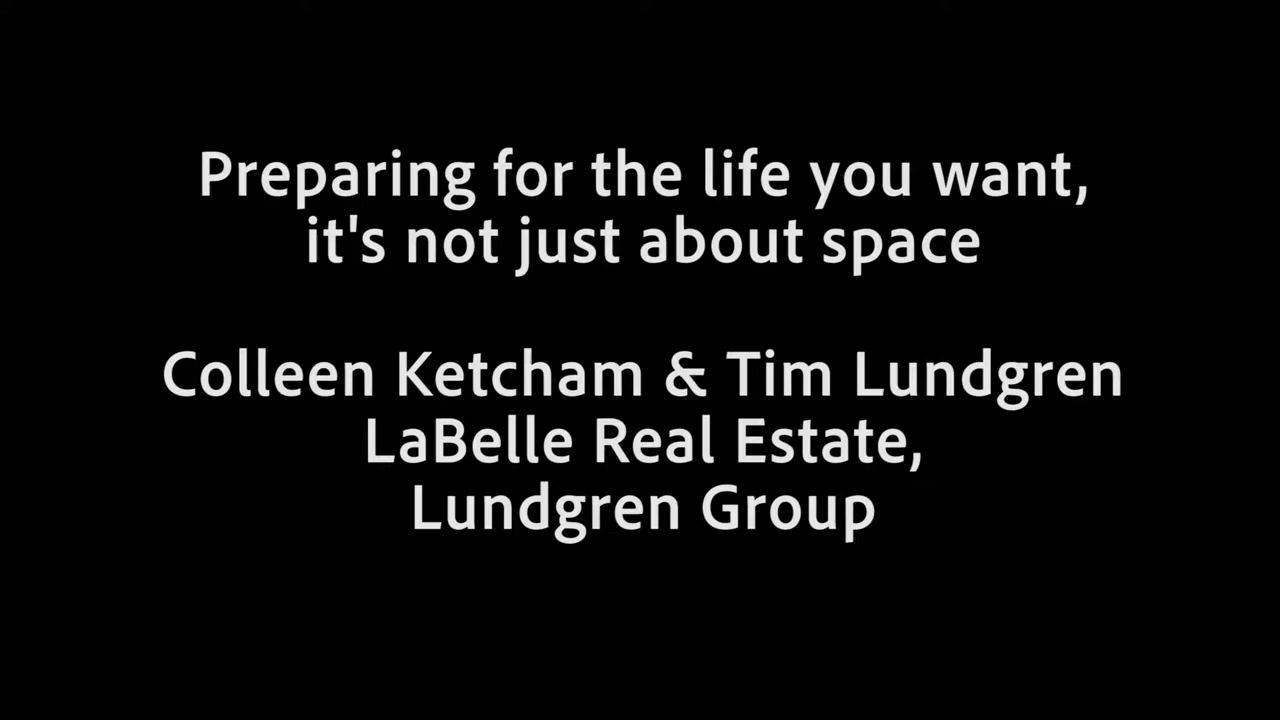 Preparing for the life you want,
it's not just about space
Colleen Ketcham & Tim Lundgren
LaBelle Real Estate,
Lundgren Group